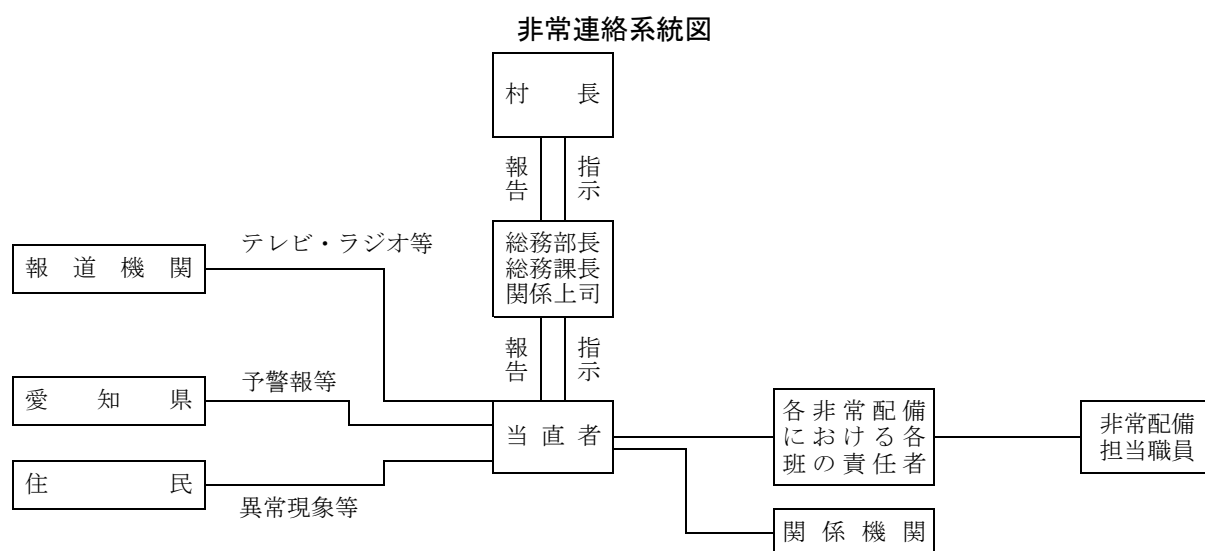 非常連絡系統図
村長
報告
指示
総務部長
総務課長
関係上司
テレビ・ラジオ等
報道機関
報告
指示
予警報等
愛知県
当直者
各非常配備
における各
班の責任者
非常配備
担当職員
住民
異常現象等
関係機関